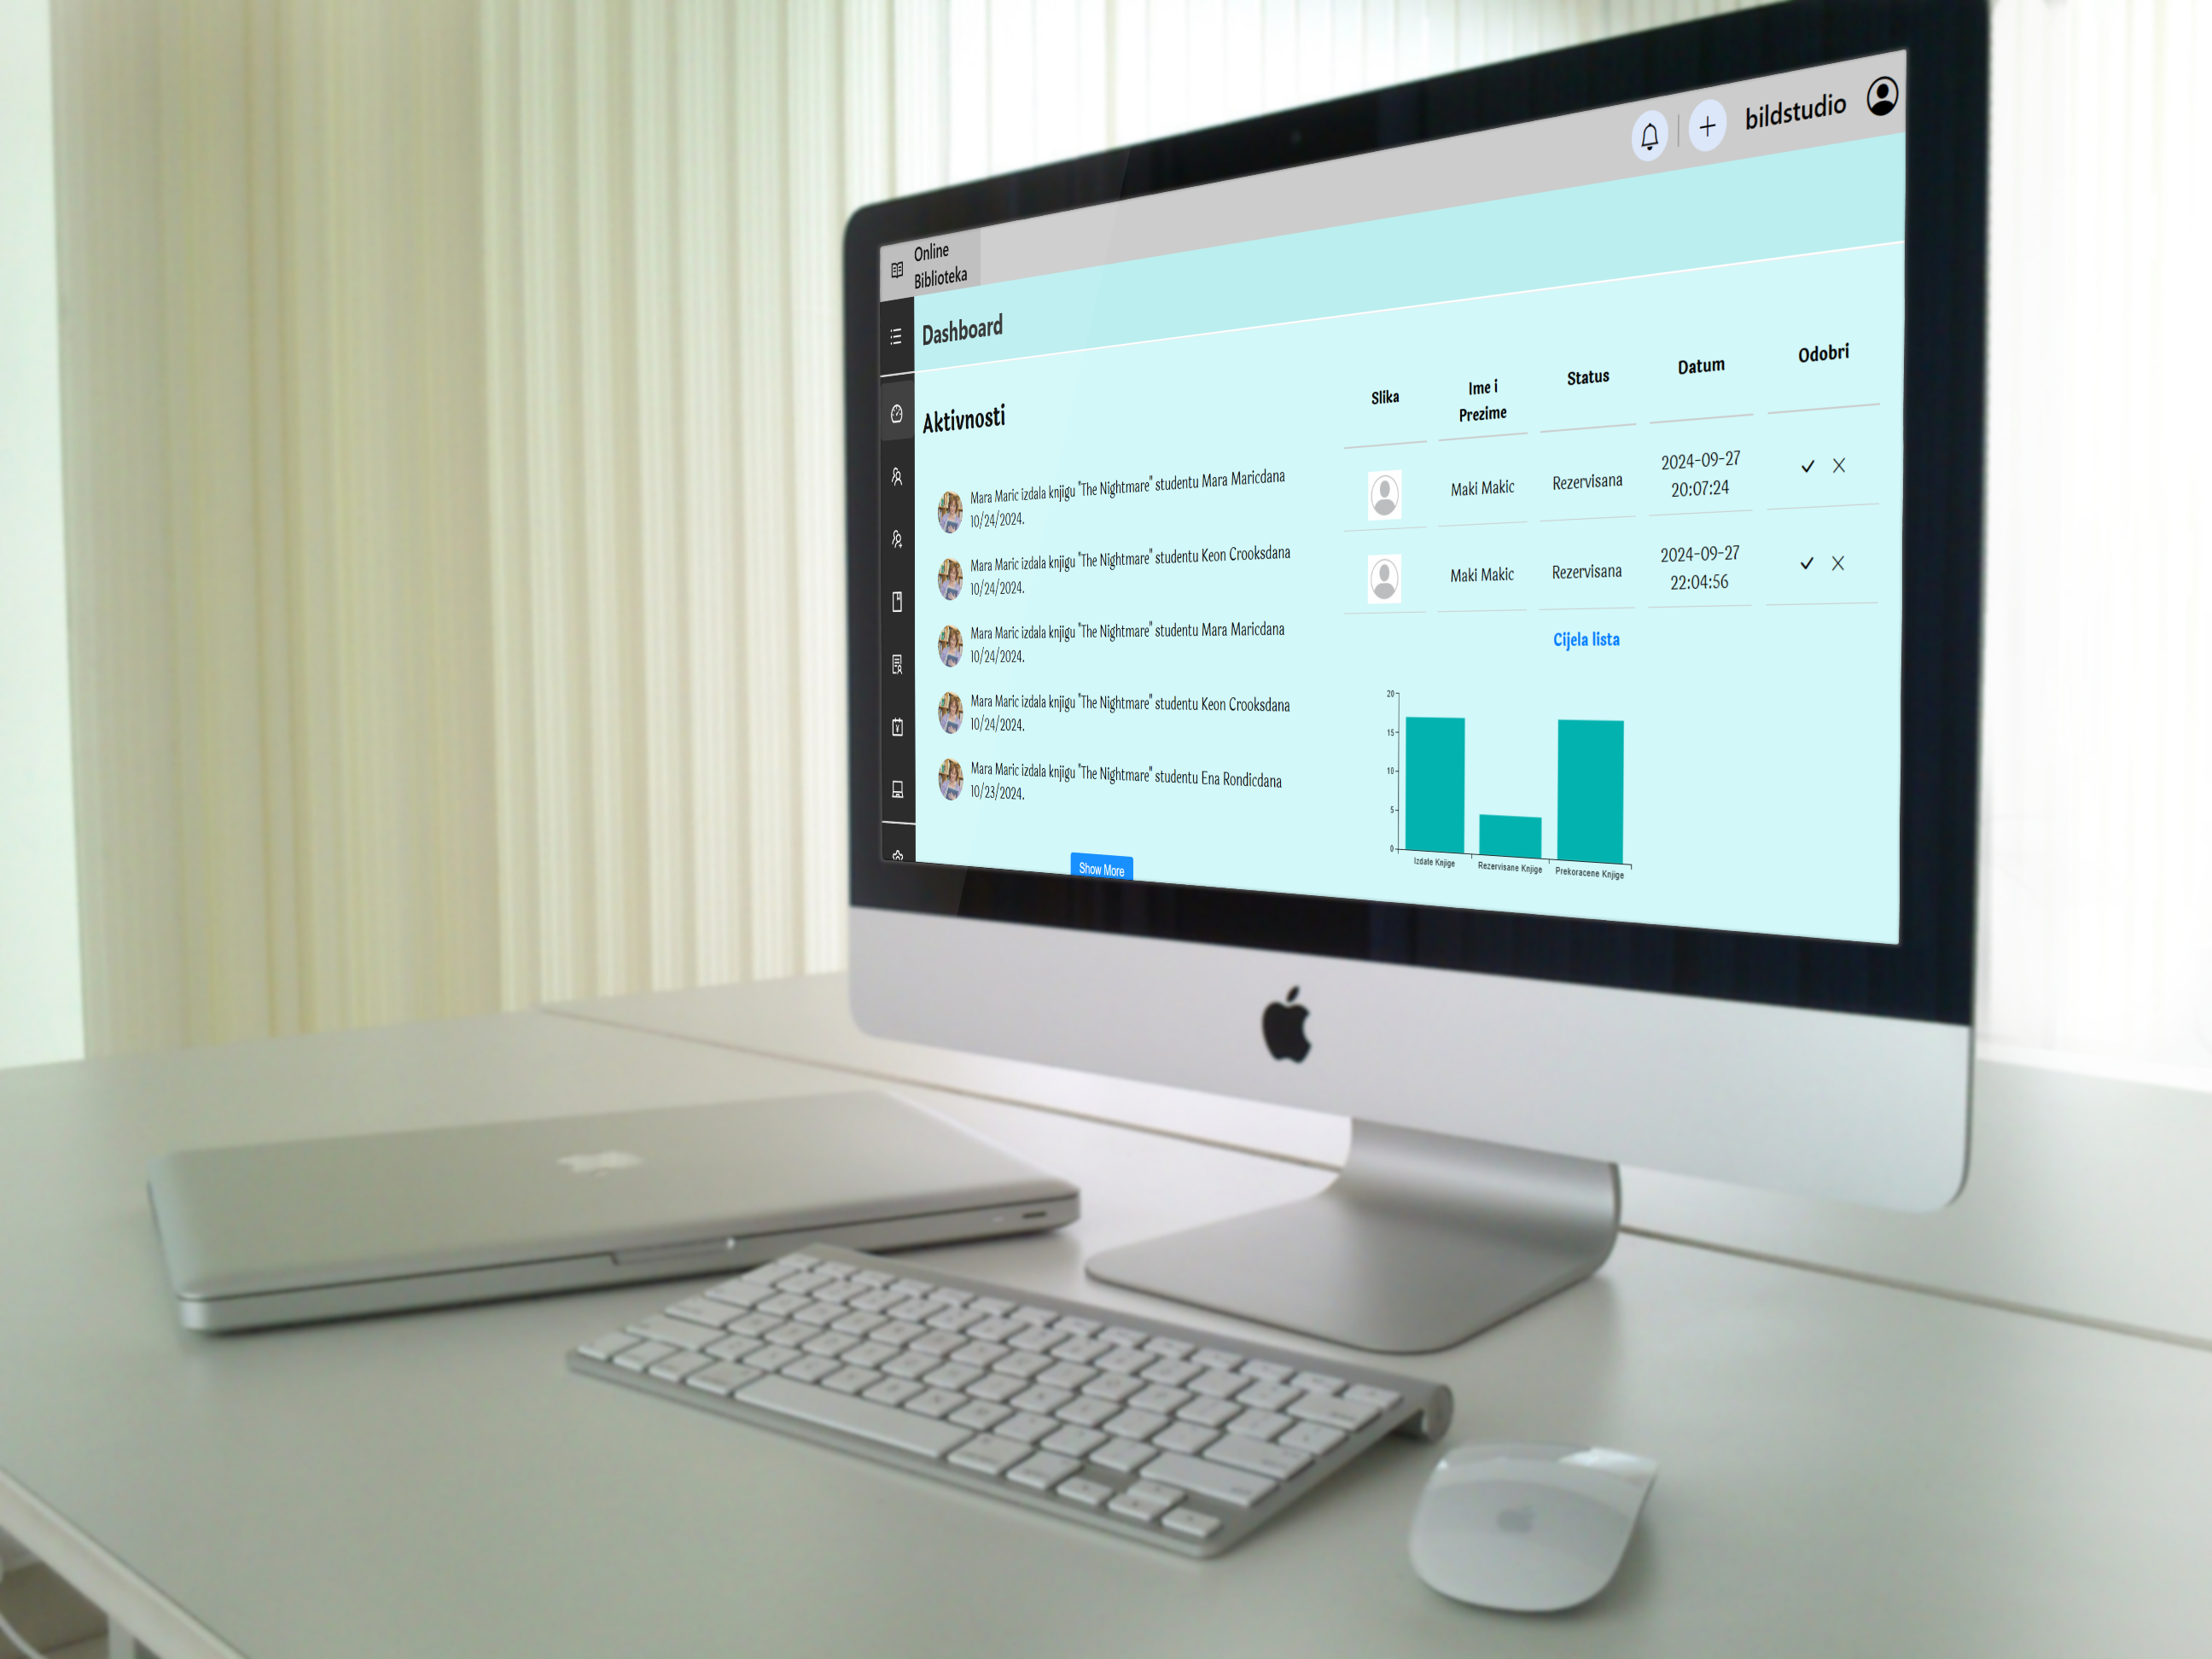 bildstudio
Online
Biblioteka
Dashboard
Aktivnosti
Mara Maric izdala knjigu "The Nightmare" studentu Mara Maricdana
10/24/2024.
Mara Maric izdala knjigu "The Nightmare" studentu Keon Crooksdana
10/24/2024.
Mara Maric izdala knjigu "The Nightmare" studentu Mara Maricdana
10/24/2024.
Mara Maric izdala knjigu "The Nightmare" studentu Keon Crooksdana
10/24/2024.
Mara Maric izdala knjigu "The Nightmare" studentu Ena Rondicdana
10/23/2024.
Show More
Slika
Ime i
Prezime
Status
Datum
Odobri
Maki Makic
Rezervisana
2024-09-27
20:07:24
Maki Makic
Rezervisana
2024-09-27
22:04:56
Cijela lista
20
15
10
5
0
Izdate Knjige
Rezervisane Knjige
Prekoracene Knjige